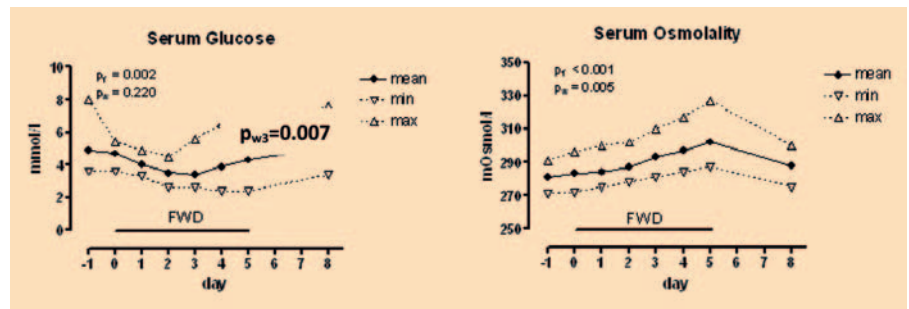 Serum Glucose
10
8
6
4
2
0
mmol/l
pf = 0.002
pw = 0.220
pw3=0.007
mean
min
max
FWD
-1 0 1 2 3 4 5 6 7 8
day
Serum Osmolality
350
330
310
290
270
250
mOsmol/l
pf <0.001
pw = 0.005
mean
min
max
FWD
-1 0 1 2 3 4 5 6 7 8
day